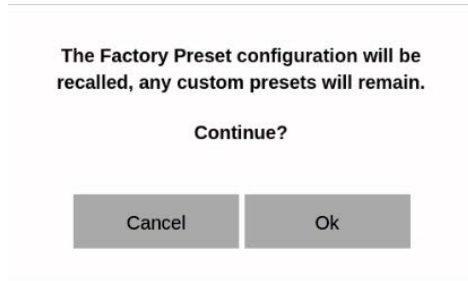 The Factory Preset configuration will be
recalled, any custom presets will remain.
Continue?
Cancel Ok